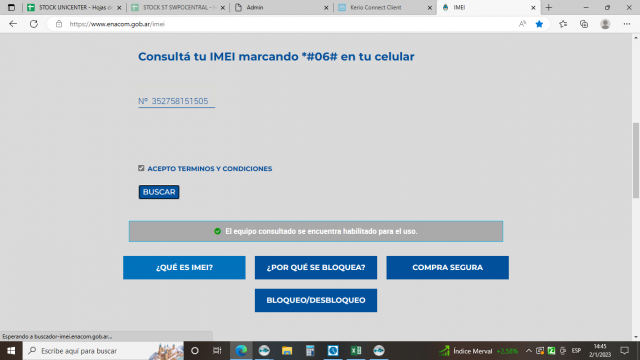 STOCK UNICENTER - Hojas de
STOCK ST SWPOCENTRAL - H
Admin
Kerio Connect Client
IMEI
https://www.enacom.gob.ar/imei
Consultá tu IMEI marcando *#06# en tu celular
Nº 352758151505
ACEPTO TERMINOS Y CONDICIONES
BUSCAR
El equipo consultado se encuentra habilitado para el uso.
¿QUÉ ES IMEI?
¿POR QUÉ SE BLOQUEA?
COMPRA SEGURA
BLOQUEO/DESBLOQUEO
Esperando a buscador-imei.enacom.gob.ar...
Escribe aquí para buscar
Índice Merval +2,58%
ESP
14:45
2/1/2023